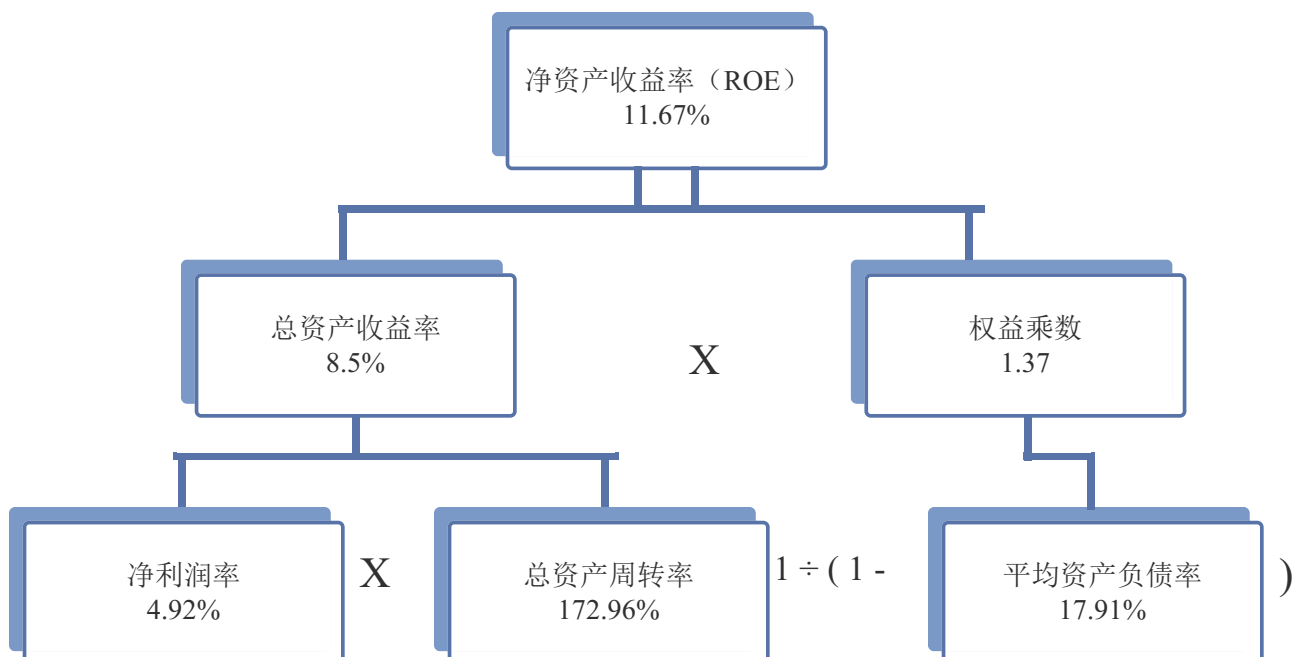 净资产收益率（ROE）
11.67%
总资产收益率
8.5%
X
权益乘数
1.37
净利润率
4.92%
X
总资产周转率
172.96%
1 ÷ ( 1 -
平均资产负债率
17.91%
)